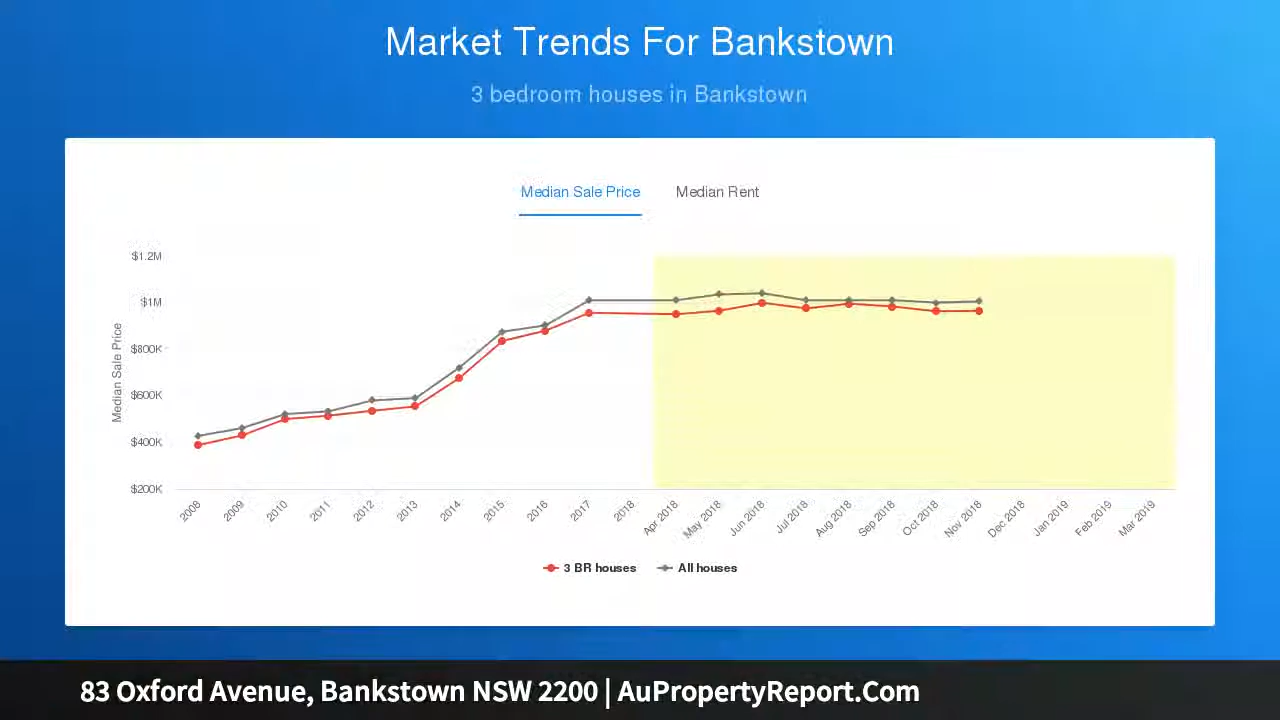 Market Trends For Bankstown
3 bedroom houses in Bankstown
Median Sale Price Median Rent
Median Sale Price
$1.2M
$1M
$800K
$600K
$400K
$200K
2008 2009 2010 2011 2012 2013 2014 2015 2016 2017 2018 Apr 2018 May 2018 Jun 2018 Jul 2018 Aug 2018 Sep 2018 Oct 2018 Nov 2018 Dec 2018 Jan 2019 Feb 2019 Mar 2019
3 BR houses All houses
83 Oxford Avenue, Bankstown NSW 2200 | AuPropertyReport.Com